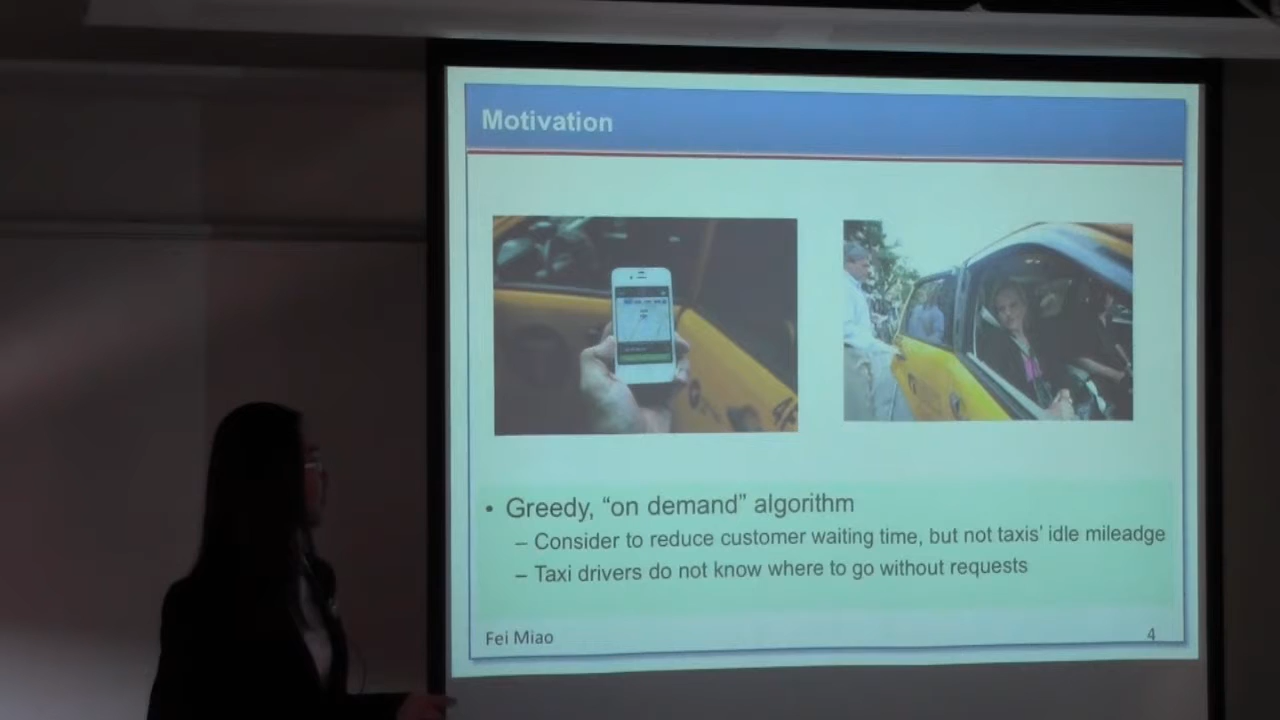 Motivation
• Greedy, “on demand” algorithm
– Consider to reduce customer waiting time, but not taxis’ idle mileadge
– Taxi drivers do not know where to go without requests
Fei Miao
4